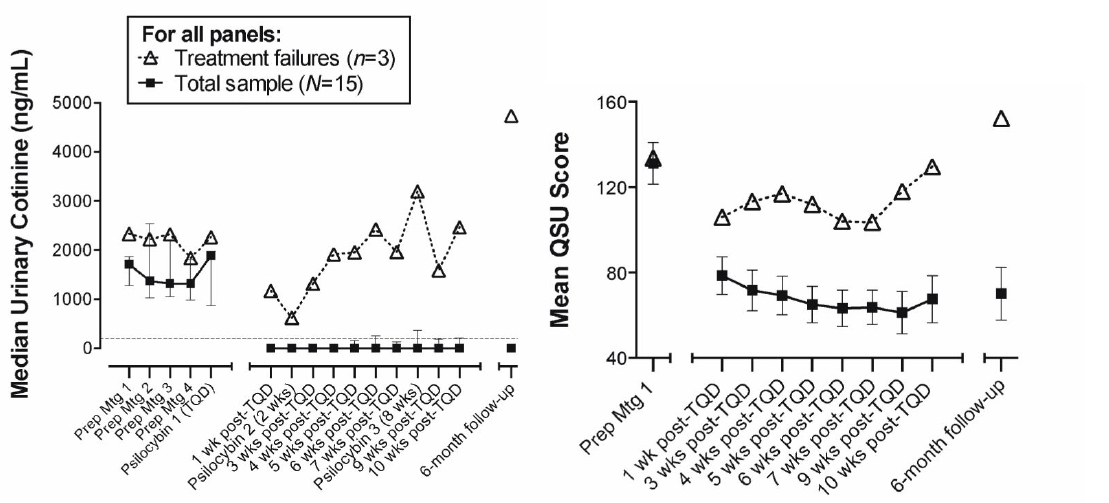 For all panels:
Treatment failures (n=3)
Total sample (N=15)
Median Urinary Cotinine (ng/mL)
5000
4000
3000
2000
1000
0
Prep Mtg 1
Prep Mtg 2
Prep Mtg 3
Prep Mtg 4
Psilocybin 1 (TQD)
1 wk post-TQD
Psilocybin 2 (2 wks)
3 wks post-TQD
4 wks post-TQD
5 wks post-TQD
6 wks post-TQD
7 wks post-TQD
Psilocybin 3 (8 wks)
9 wks post-TQD
10 wks post-TQD
6-month follow-up
Mean QSU Score
160
120
80
40
Prep Mtg 1
1 wk post-TQD
3 wks post-TQD
4 wks post-TQD
5 wks post-TQD
6 wks post-TQD
7 wks post-TQD
9 wks post-TQD
10 wks post-TQD
6-month follow-up